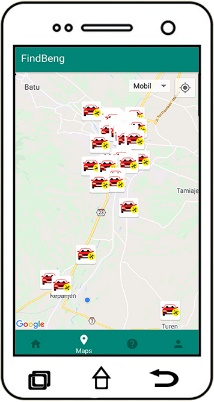 FindBeng
Batu
Mobil
Tamiaje
Kepanjen
Google
Turen
Maps